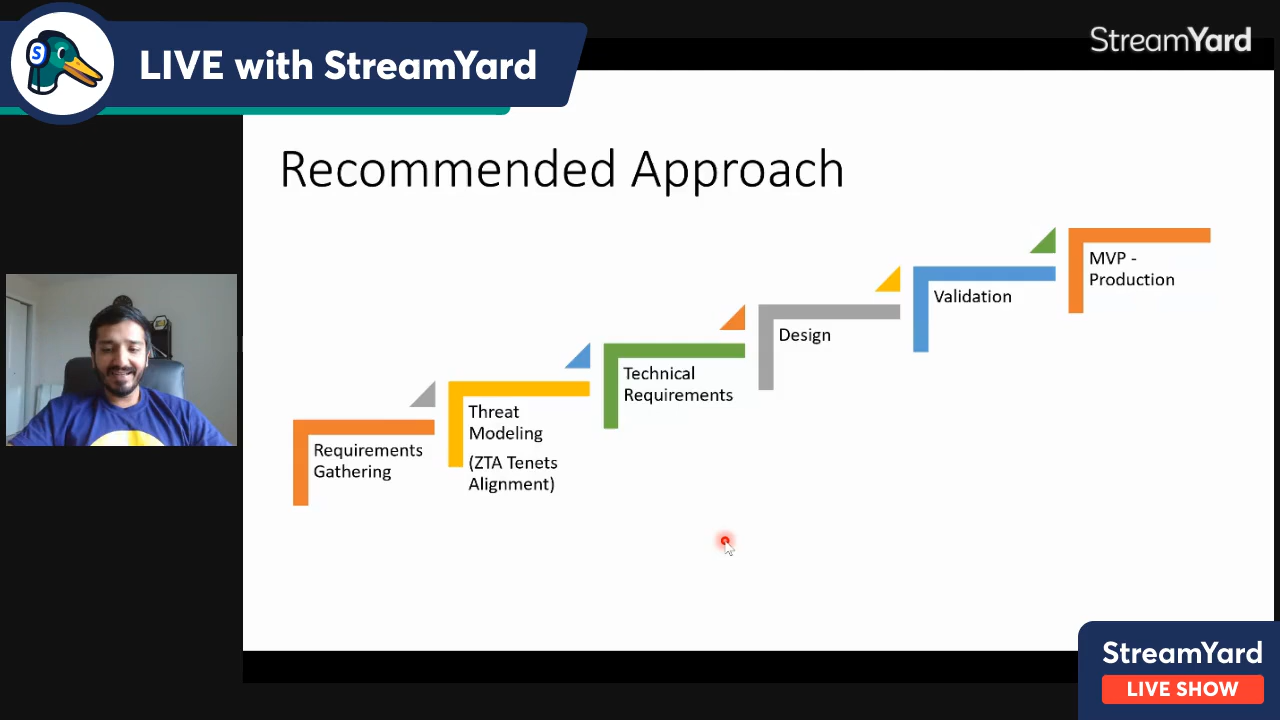 S
LIVE with StreamYard
StreamYard
Recommended Approach
Requirements
Gathering
Threat
Modeling
(ZTA Tenets
Alignment)
Technical
Requirements
Design
Validation
MVP -
Production
StreamYard
LIVE SHOW